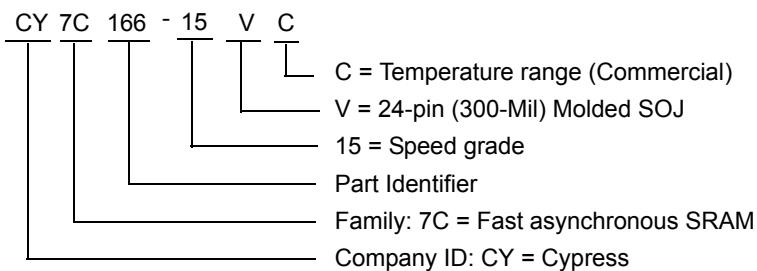 CY 7C 166 - 15 V C
C = Temperature range (Commercial)
V = 24-pin (300-Mil) Molded SOJ
15 = Speed grade
Part Identifier
Family: 7C = Fast asynchronous SRAM
Company ID: CY = Cypress